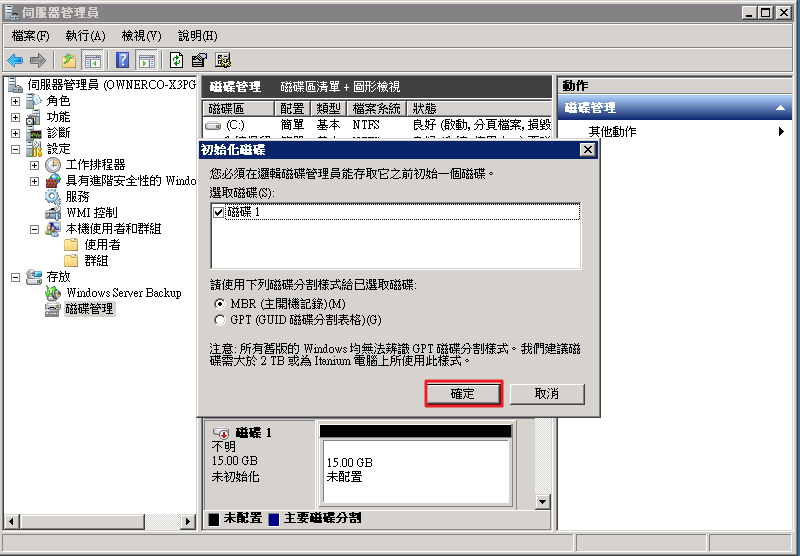 伺服器管理員
檔案(F) 執行(A) 檢視(V) 說明(H)
伺服器管理員 (OWNERCO-X3PG
角色
功能
診斷
設定
工作排程器
具有進階安全性的 Windo
服務
WMI 控制
本機使用者和群組
使用者
群組
存放
Windows Server Backup
磁碟管理
磁碟管理 磁碟區清單 + 圖形檢視
磁碟區 配置 類型 檔案系統 狀態
(C:) 簡單 基本 NTFS 良好 (啟動, 分頁檔案, 損毀
動作
磁碟管理
其他動作
初始化磁碟
您必須在邏輯磁碟管理員能存取它之前初始一個磁碟。
選取磁碟(S):
磁碟 1
請使用下列磁碟分割樣式給已選取磁碟:
MBR (主開機記錄)(M)
GPT (GUID 磁碟分割表格)(G)
注意: 所有舊版的 Windows 均無法辨識 GPT 磁碟分割樣式。我們建議磁
碟需大於 2 TB 或為 Itanium 電腦上所使用此樣式。
確定 取消
磁碟 1
不明
15.00 GB
未初始化
15.00 GB
未配置
未配置 主要磁碟分割